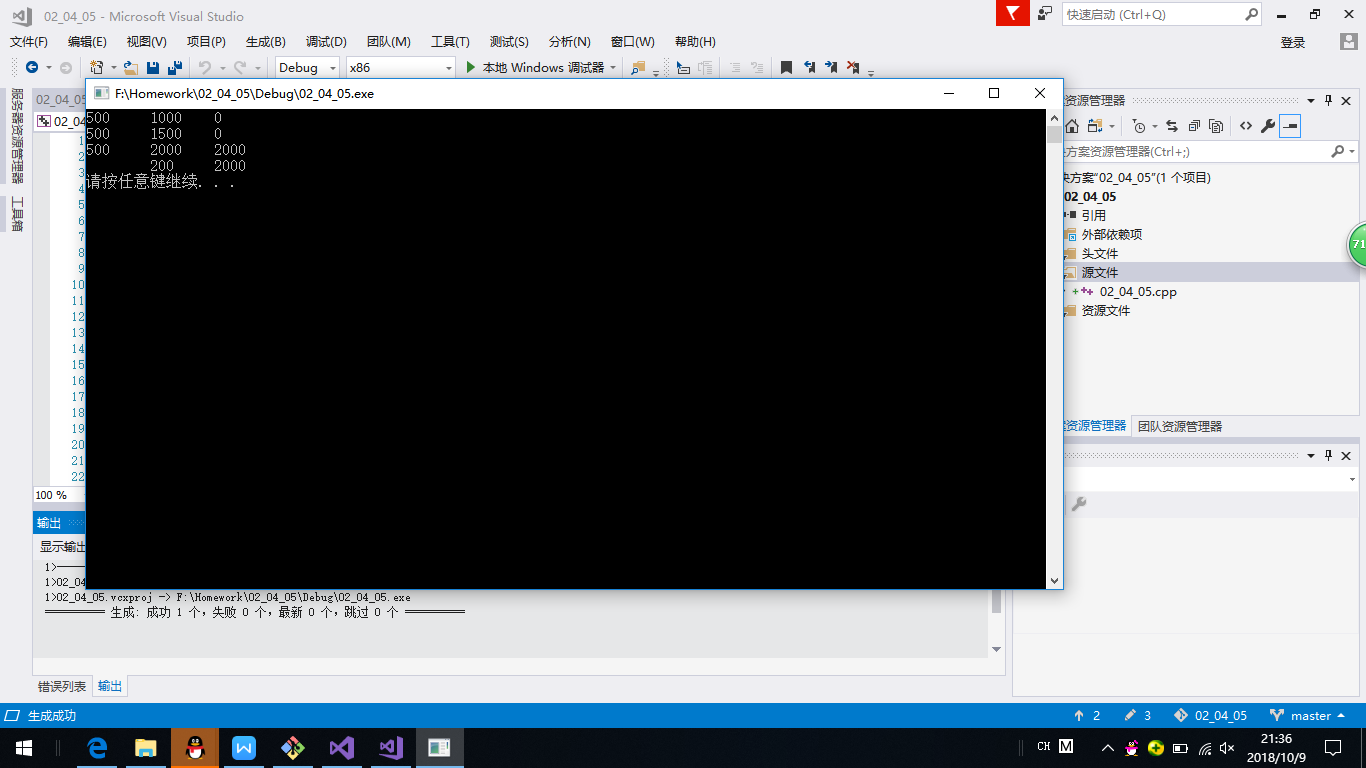 02_04_05 - Microsoft Visual Studio
快速启动 (Ctrl+Q)
文件(F) 编辑(E) 视图(V) 项目(P) 生成(B) 调试(D) 团队(M) 工具(T) 测试(S) 分析(N) 窗口(W) 帮助(H)
登录
Debug x86 本地 Windows 调试器
服务器资源管理器
工具箱
02_04_05
02_04
F:\Homework\02_04_05\Debug\02_04_05.exe
500 1000 0
500 1500 0
500 2000 2000
200 2000
请按任意键继续. . .
1
2
3
4
5
6
7
8
9
10
11
12
13
14
15
16
17
18
19
20
21
22
100 %
资源管理器
方案资源管理器(Ctrl+;)
方案"02_04_05"(1 个项目)
02_04_05
引用
外部依赖项
头文件
源文件
02_04_05.cpp
资源文件
71
资源管理器 团队资源管理器
输出
显示输出
1>
1>02_04
1>02_04_05.vcxproj -> F:\Homework\02_04_05\Debug\02_04_05.exe
========== 生成: 成功 1 个，失败 0 个，最新 0 个，跳过 0 个 ==========
错误列表 输出
生成成功
2 3 02_04_05 master
CH M
21:36
2018/10/9